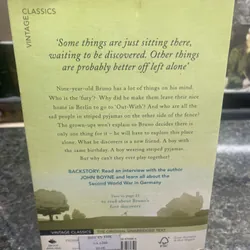 VINTAGE CLASSICS
'Some things are just sitting there,
waiting to be discovered. Other things
are probably better off left alone'
Nine-year-old Bruno has a lot of things on his mind.
Who is the 'Fury'? Why did he make them leave their nice
home in Berlin to go to 'Out-With'? And who are all the
sad people in striped pyjamas on the other side of the fence?
The grown-ups won't explain so Bruno decides there is
only one thing for it – he will have to explore this place
alone. What he discovers is a new friend. A boy with the
same birthday. A boy wearing striped pyjamas.
But why can't they ever play together?
BACKSTORY: Read an interview with the author
JOHN BOYNE and learn all about the
Second World War in Germany
to read about Bruno's
VINTAGE CLASSICS
FSC